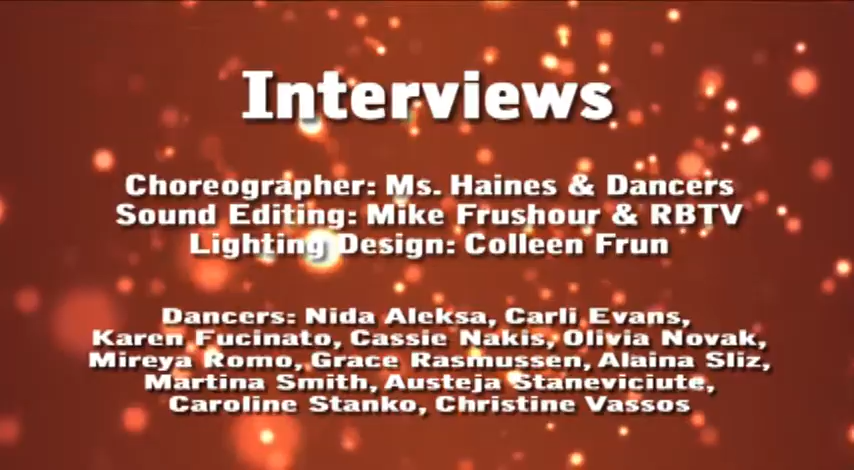 Interviews
Choreographer: Ms. Haines & Dancers
Sound Editing: Mike Frushour & RBTV
Lighting Design: Colleen Frun
Dancers: Nida Aleksa, Carli Evans,
Karen Fucinato, Cassie Nakis, Olivia Novak,
Mireya Romo, Grace Rasmussen, Alaina Sliz,
Martina Smith, Austeja Staneviciute,
Caroline Stanko, Christine Vassos